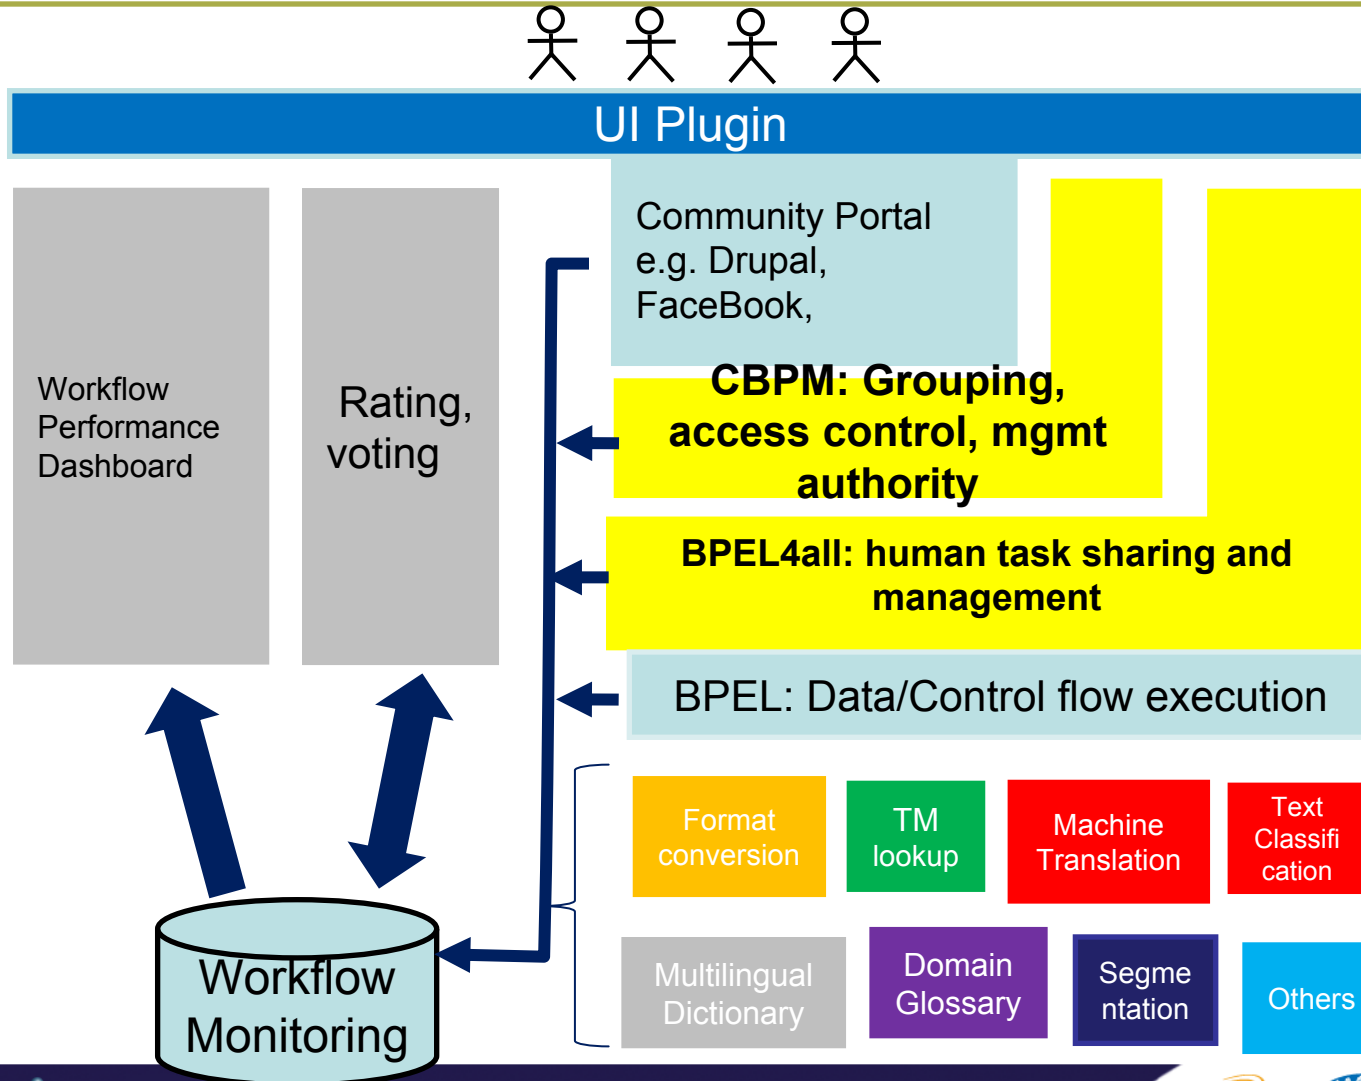 UI Plugin
Community Portal
e.g. Drupal,
FaceBook,
Workflow
Performance
Dashboard
Rating,
voting
CBPM: Grouping,
access control, mgmt
authority
BPEL4all: human task sharing and
management
BPEL: Data/Control flow execution
Format
conversion
TM
lookup
Machine
Translation
Text
Classifi
cation
Multilingual
Dictionary
Domain
Glossary
Segme
ntation
Others
Workflow
Monitoring